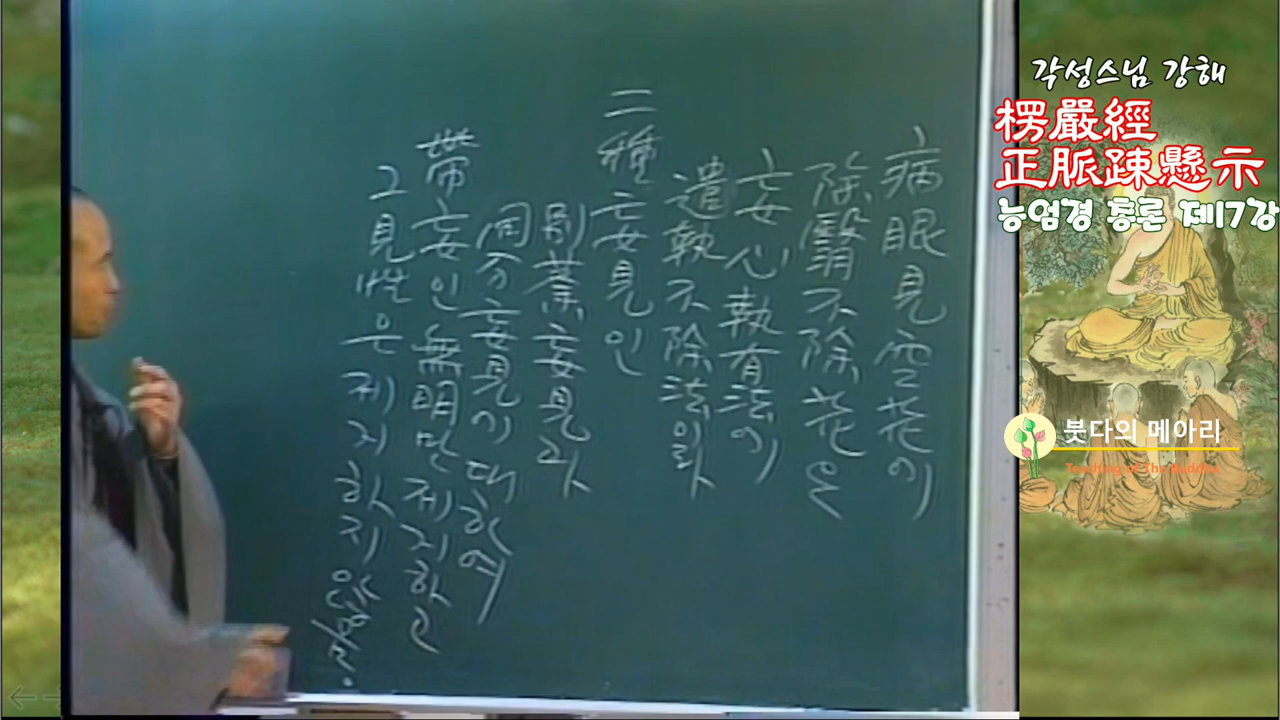 각성스님 강해
楞嚴經
正脈疎懸示
능엄경 총론 제17강
붓다의 메아리
Teaching of The Buddha
病眼見空花이
除翳不除花오
妄心執有法이
遣執不除法이라
二種妄見인
別業妄見과
同分妄見이 대하여
帶妄인 無明만 제거하고
그 見性은 제거하지 않음.